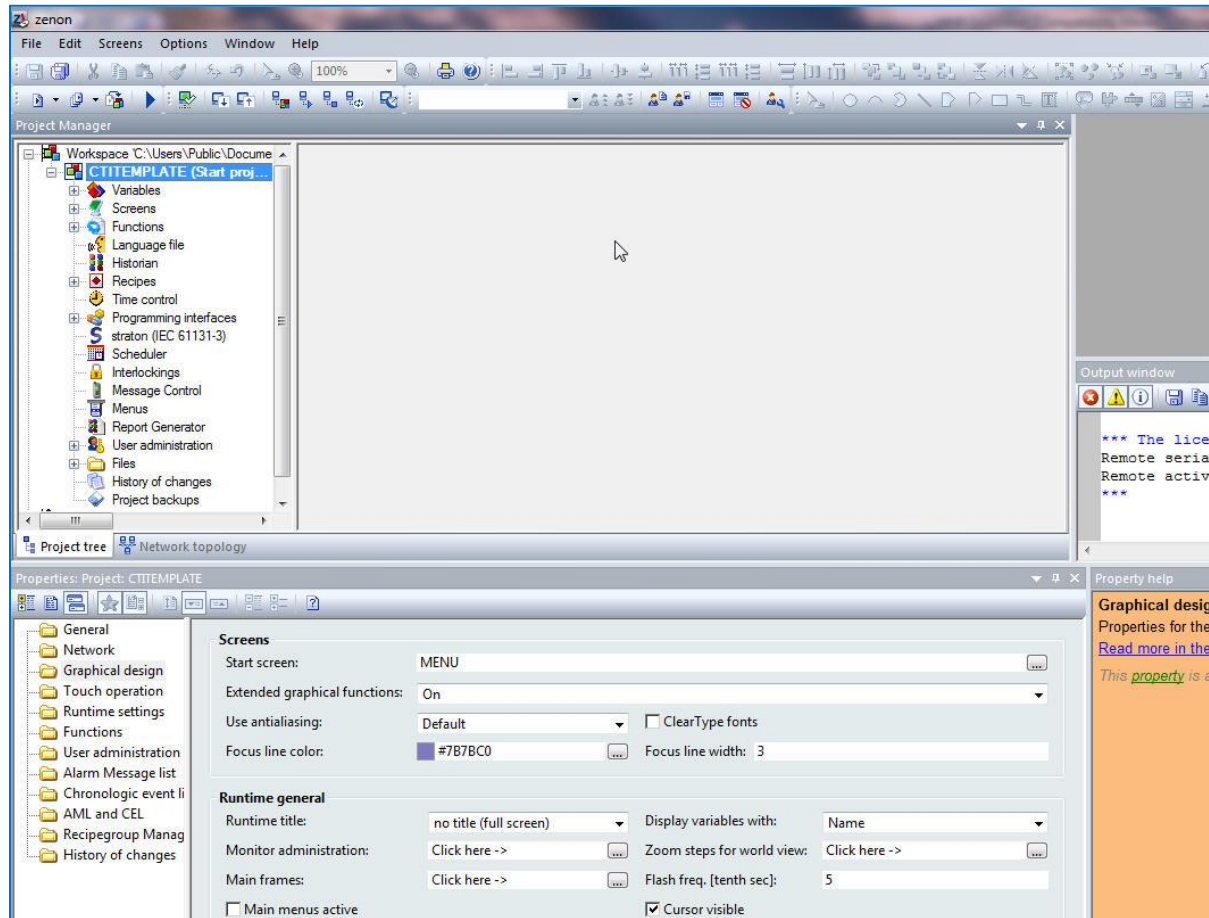 zenon
File Edit Screens Options Window Help
100%
Project Manager
Workspace 'C:\Users\Public\Docume
CTITEMPLATE (Start proj...
Variables
Screens
Functions
Language file
Historian
Recipes
Time control
Programming interfaces
straton (IEC 61131-3)
Scheduler
Interlockings
Message Control
Menus
Report Generator
User administration
Files
History of changes
Project backups
Project tree Network topology
Output window
*** The lice
Remote seria
Remote activ
***
Properties: Project: CTITEMPLATE
General
Network
Graphical design
Touch operation
Runtime settings
Functions
User administration
Alarm Message list
Chronologic event li
AML and CEL
Recipegroup Manag
History of changes
Screens
Start screen: MENU ...
Extended graphical functions: On
Use antialiasing: Default ClearType fonts
Focus line color: #7B7BC0 ... Focus line width: 3
Runtime general
Runtime title: no title (full screen) Display variables with: Name
Monitor administration: Click here -> ... Zoom steps for world view: Click here -> ...
Main frames: Click here -> ... Flash freq. [tenth sec]: 5
Main menus active Cursor visible
Property help
Graphical desig
Properties for the
Read more in the
This property is a